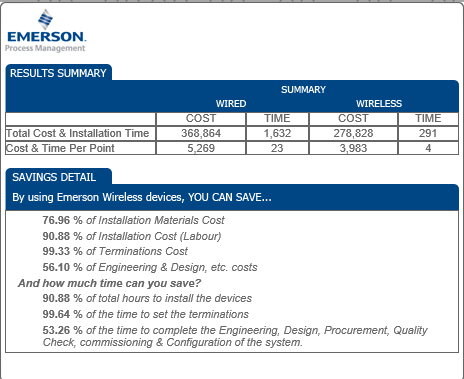 EMERSON.
Process Management
RESULTS SUMMARY
SUMMARY
WIRED WIRELESS
COST TIME COST TIME
Total Cost & Installation Time 368,864 1,632 278,828 291
Cost & Time Per Point 5,269 23 3,983 4
SAVINGS DETAIL
By using Emerson Wireless devices, YOU CAN SAVE...
76.96 % of Installation Materials Cost
90.88 % of Installation Cost (Labour)
99.33 % of Terminations Cost
56.10 % of Engineering & Design, etc. costs
And how much time can you save?
90.88 % of total hours to install the devices
99.64 % of the time to set the terminations
53.26 % of the time to complete the Engineering, Design, Procurement, Quality
Check, commissioning & Configuration of the system.